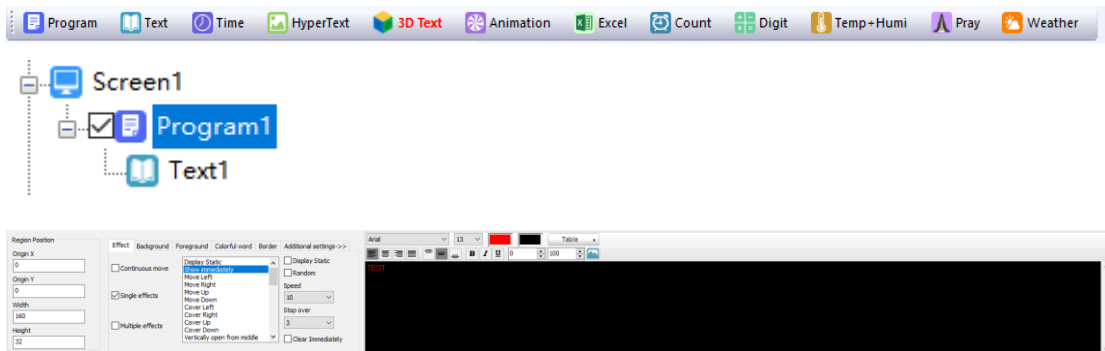 Program Text Time HyperText 3D Text Animation Excel Count Digit Temp+Humi Pray Weather
Screen1
Program1
Text1
Region Position
Origin X
0
Origin Y
0
Width
160
Height
32
Effect Background Foreground Colorful word Border Additional settings->>
Continuous move
Single effects
Multiple effects
Display Static
Show immediately
Move Left
Move Right
Move Up
Move Down
Cover Left
Cover Right
Cover Up
Cover Down
Vertically open from middle
Display Static
Random
Speed
10
Stop over
3
Clear Immediately
Arial 13 Table
B I U 0 100
TEST